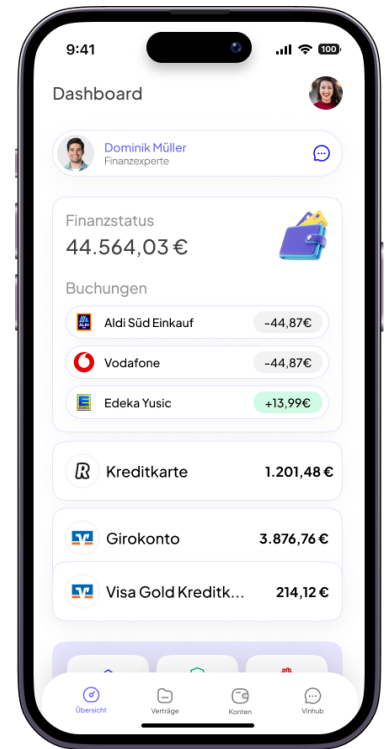 9:41
100
Dashboard
Dominik Müller
Finanzexperte
Finanzstatus
44.564,03 €
Buchungen
ALDI
Aldi Süd Einkauf
-44,87€
Vodafone
-44,87€
E
Edeka Yusic
+13,99€
R
Kreditkarte
1.201,48 €
Girokonto
3.876,76 €
Visa Gold Kreditk...
214,12 €
Übersicht
Verträge
Konten
Vinhub